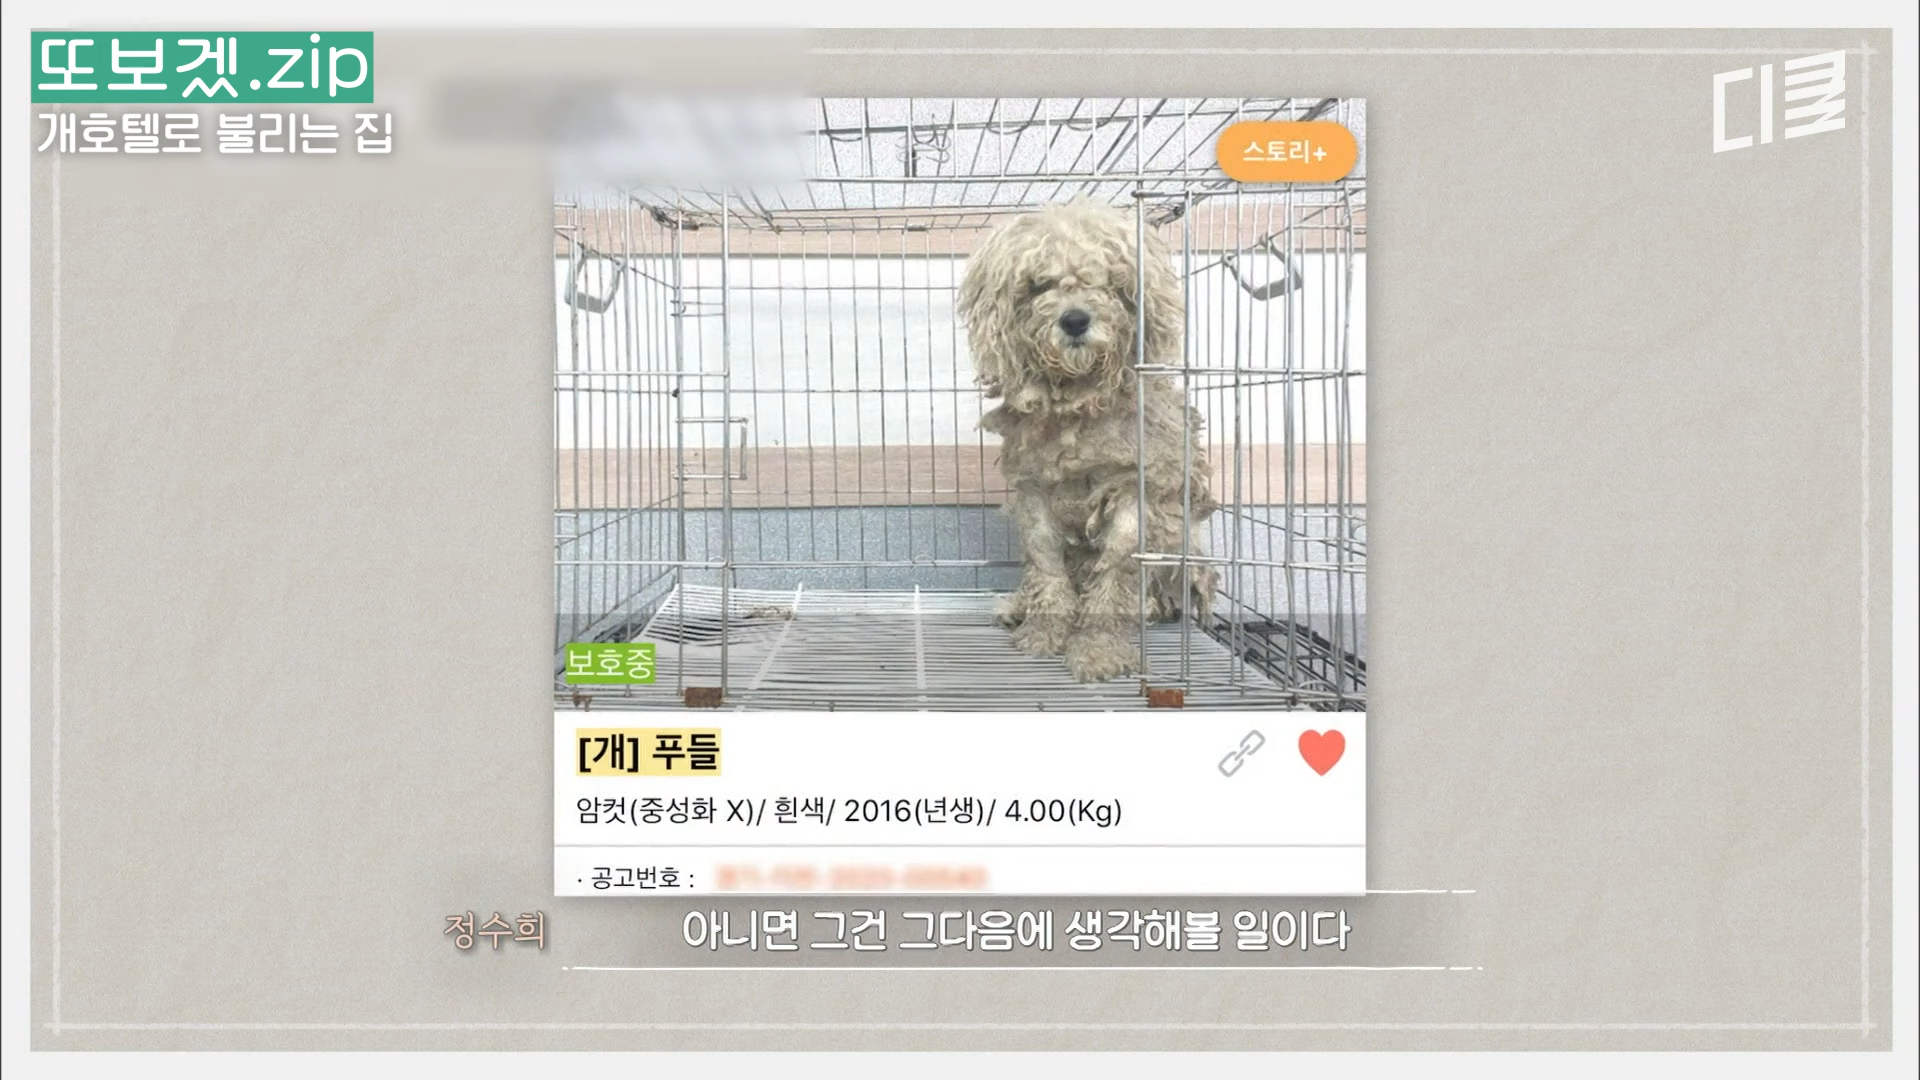 또보겠.zip
개호텔로 불리는 집
디클
스토리+
보호중
[개] 푸들
암컷(중성화 X)/ 흰색/ 2016(년생)/ 4.00(Kg)
· 공고번호 :
정수희
아니면 그건 그다음에 생각해볼 일이다